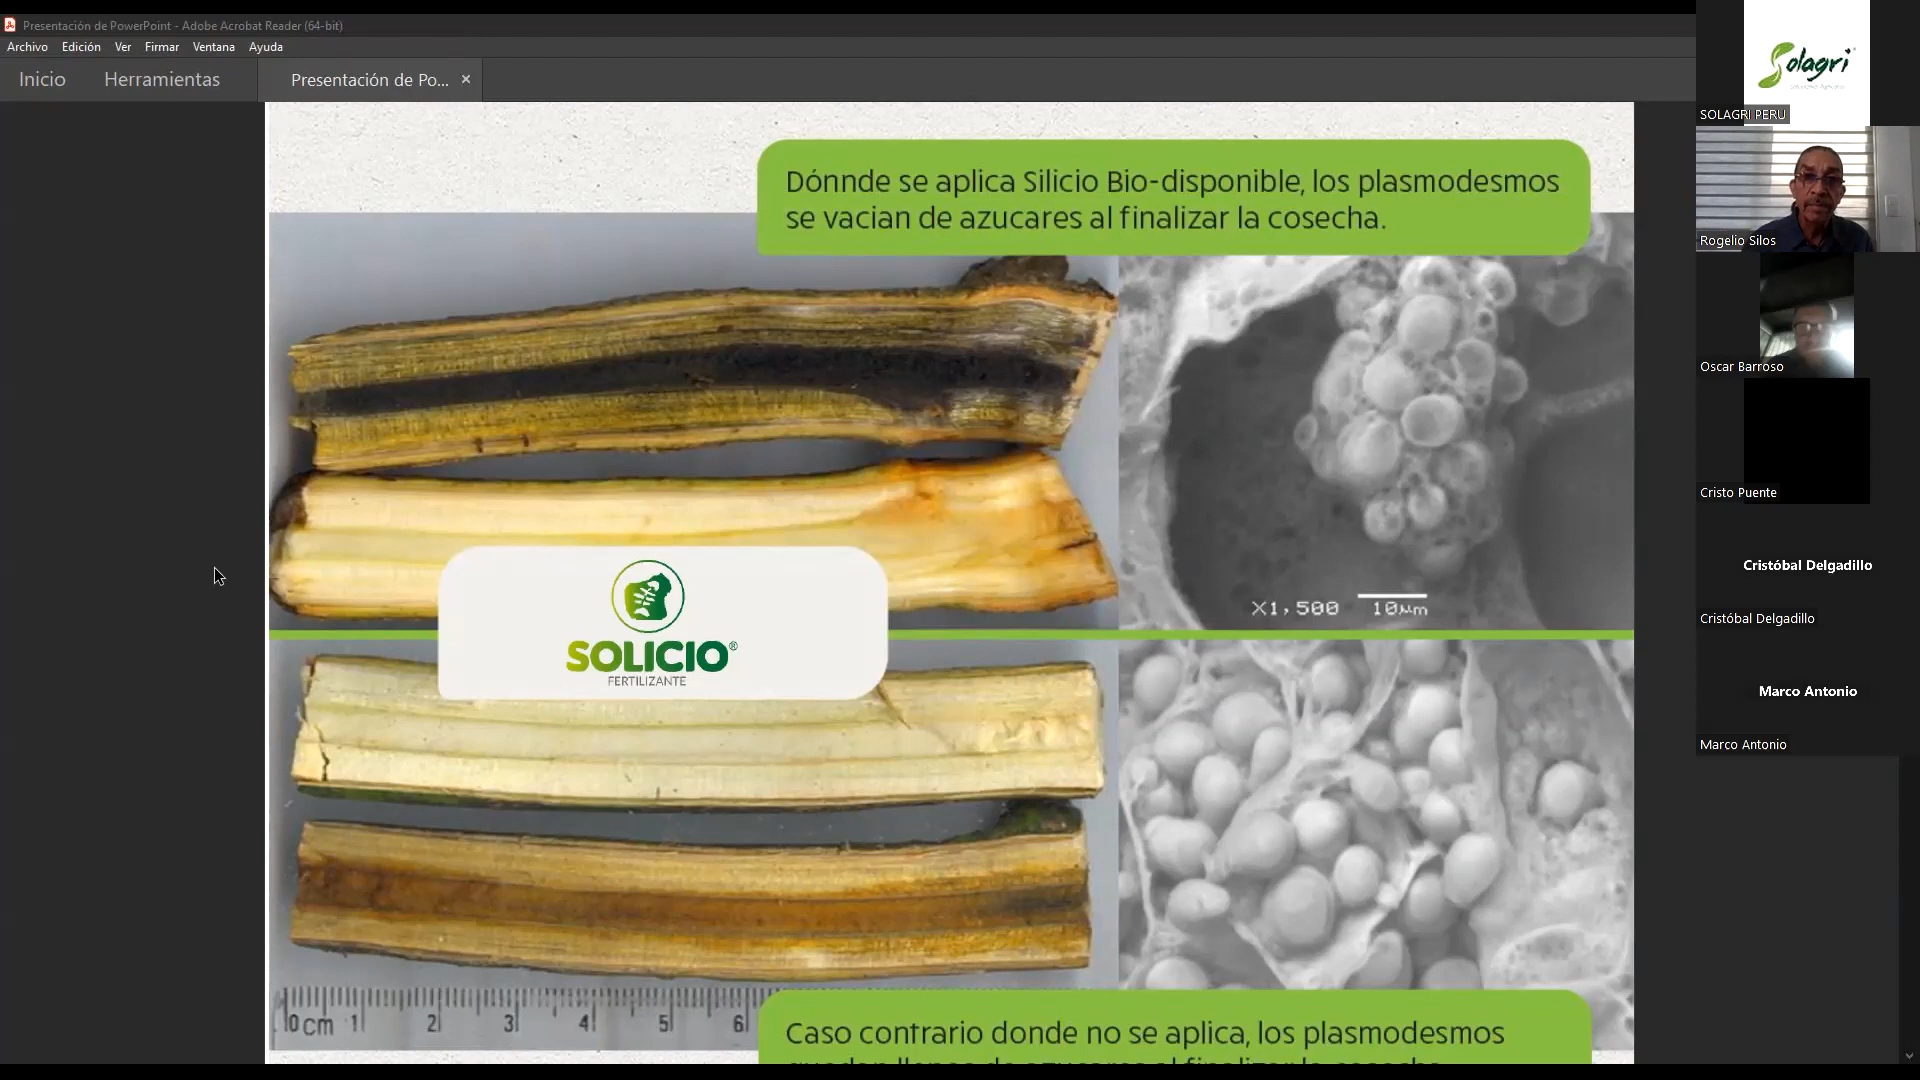 Presentación de PowerPoint - Adobe Acrobat Reader (64-bit)
Archivo Edición Ver Firmar Ventana Ayuda
Inicio Herramientas Presentación de Po... ×
Dónnde se aplica Silicio Bio-disponible, los plasmodesmos
se vacian de azucares al finalizar la cosecha.
X1,500 10µm
SOLICIO®
FERTILIZANTE
0cm 1 2 3 4 5 6
Caso contrario donde no se aplica, los plasmodesmos
Solagri
SOLAGRI PERU
Rogelio Silos
Oscar Barroso
Cristo Puente
Cristóbal Delgadillo
Cristóbal Delgadillo
Marco Antonio
Marco Antonio